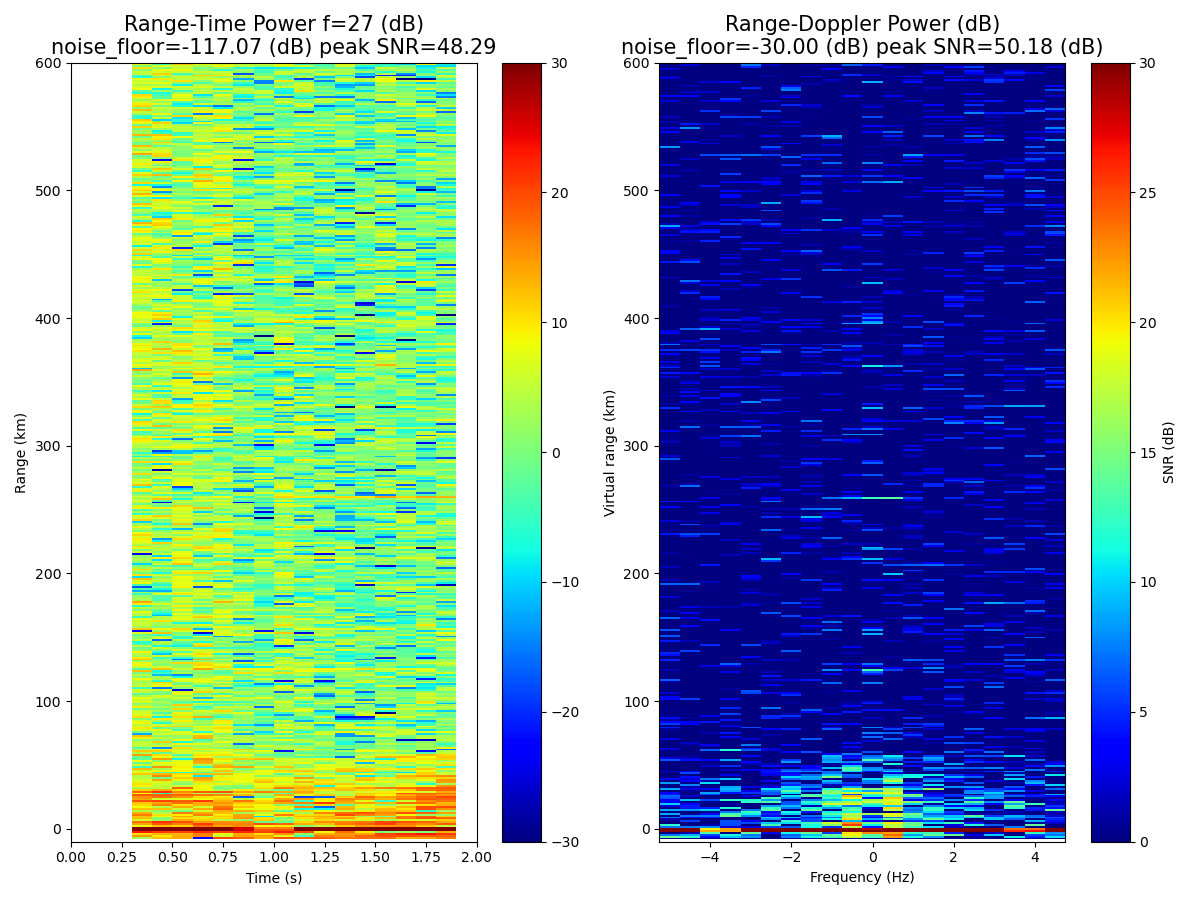 Range-Time Power f=27 (dB)
noise_floor=-117.07 (dB) peak SNR=48.29
Range-Doppler Power (dB)
noise_floor=-30.00 (dB) peak SNR=50.18 (dB)
600
500
400
300
200
100
0
Range (km)
0.00 0.25 0.50 0.75 1.00 1.25 1.50 1.75 2.00
Time (s)
30
20
10
0
−10
−20
−30
600
500
400
300
200
100
0
Virtual range (km)
−4 −2 0 2 4
Frequency (Hz)
30
25
20
15
10
5
0
SNR (dB)